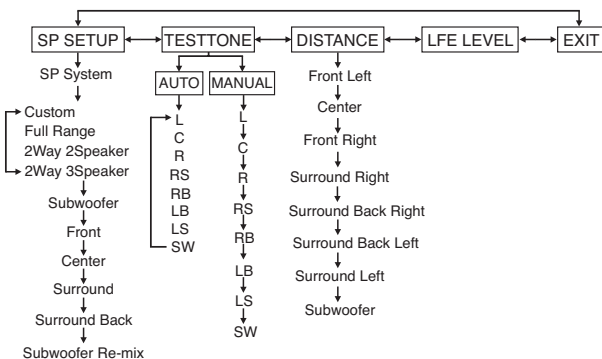 SP SETUP
TESTTONE
DISTANCE
LFE LEVEL
EXIT
SP System
Custom
Full Range
2Way 2Speaker
2Way 3Speaker
Subwoofer
Front
Center
Surround
Surround Back
Subwoofer Re-mix
AUTO
L
C
R
RS
RB
LB
LS
SW
MANUAL
L
C
R
RS
RB
LB
LS
SW
Front Left
Center
Front Right
Surround Right
Surround Back Right
Surround Back Left
Surround Left
Subwoofer